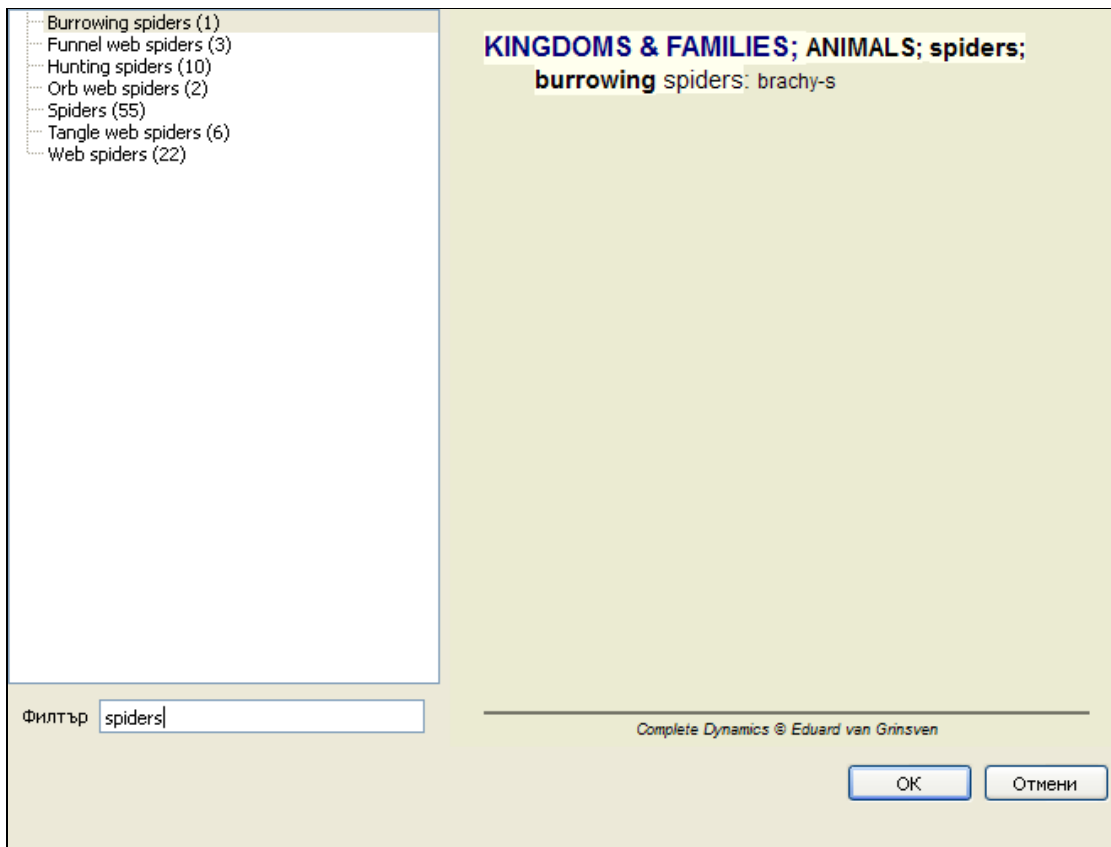 Burrowing spiders (1)
Funnel web spiders (3)
Hunting spiders (10)
Orb web spiders (2)
Spiders (55)
Tangle web spiders (6)
Web spiders (22)
KINGDOMS & FAMILIES; ANIMALS; spiders;
burrowing spiders: brachy-s
Филтър spiders
Complete Dynamics © Eduard van Grinsven
OK Отмени